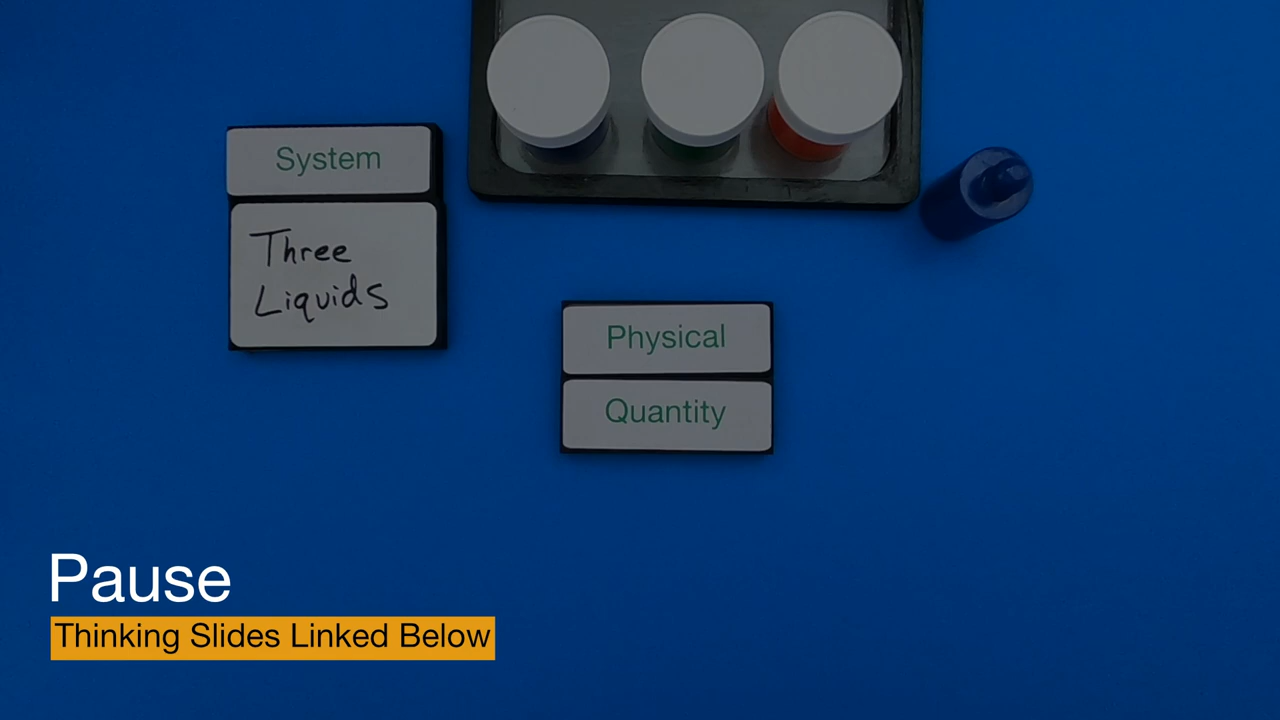 System
Three
Liquids
Physical
Quantity
Pause
Thinking Slides Linked Below